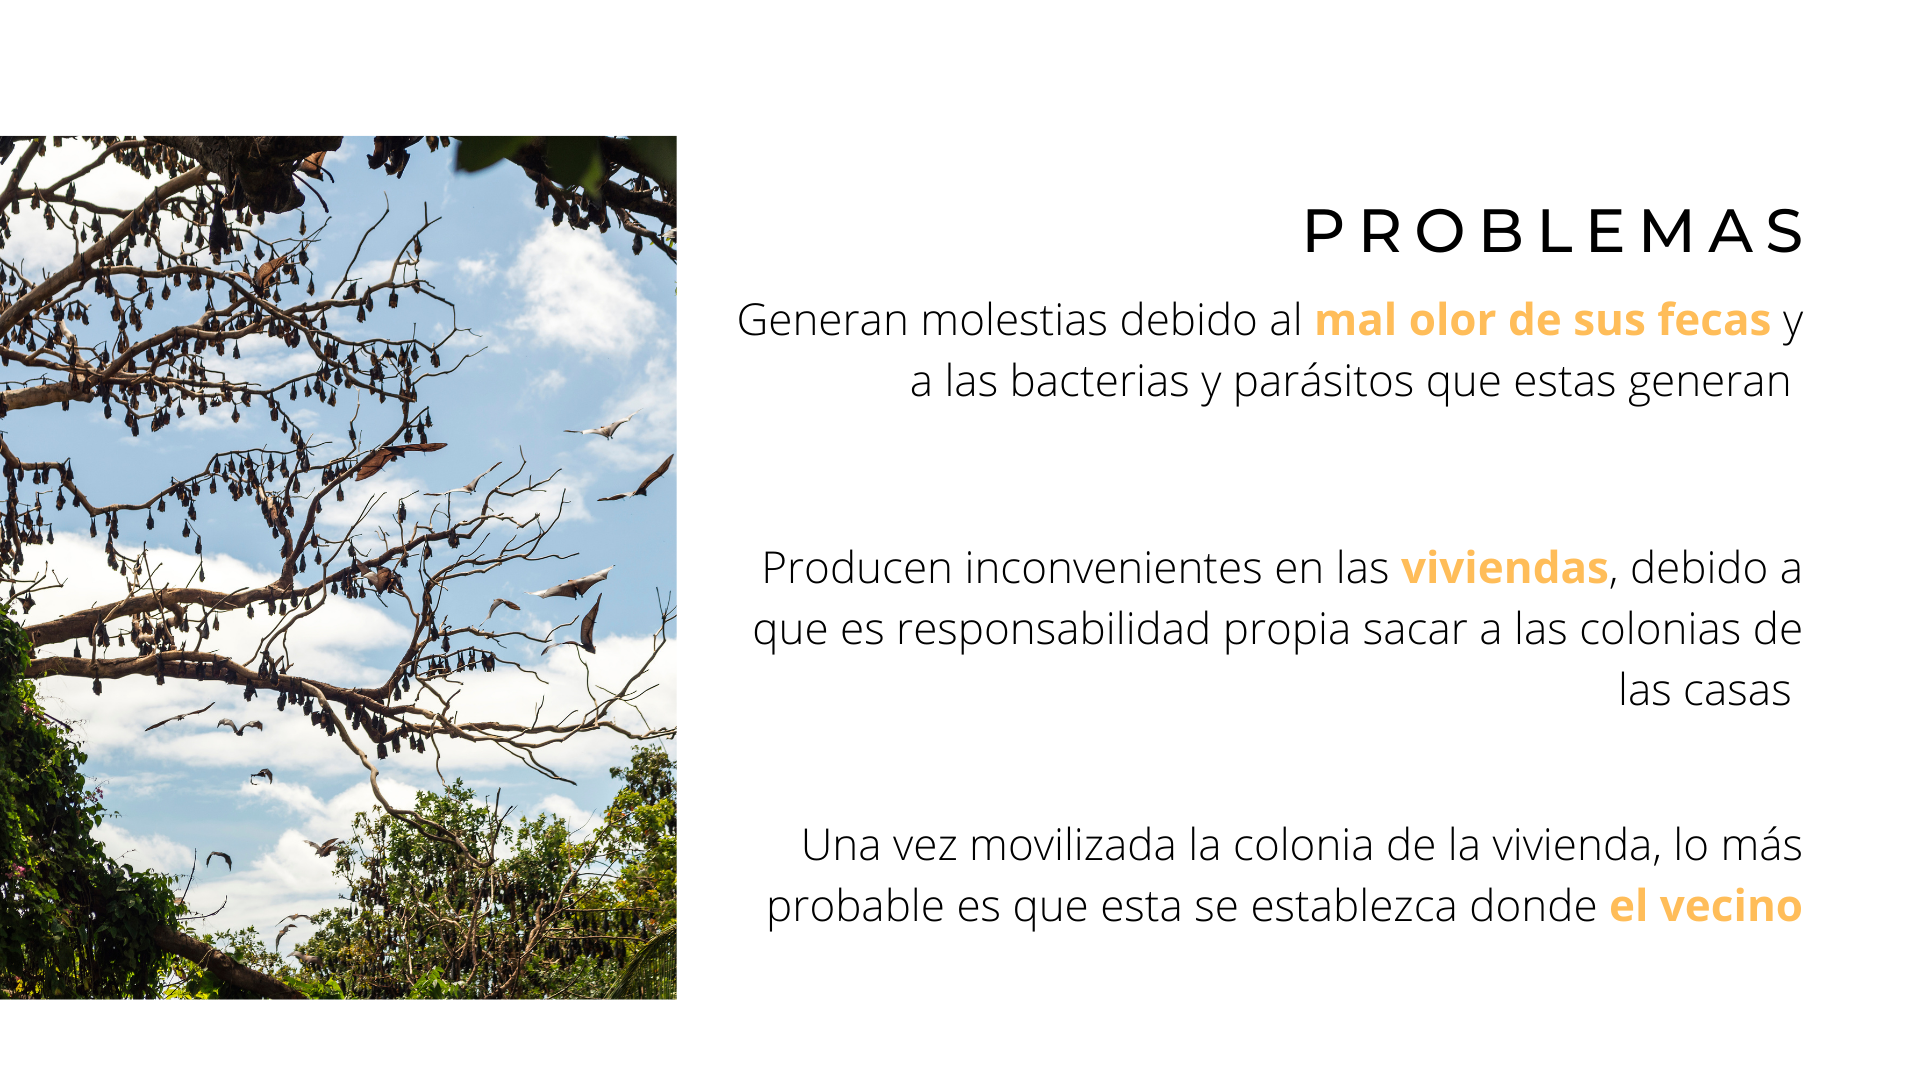 PROBLEMAS
Generan molestias debido al mal olor de sus fecas y
a las bacterias y parásitos que estas generan
Producen inconvenientes en las viviendas, debido a
que es responsabilidad propia sacar a las colonias de
las casas
Una vez movilizada la colonia de la vivienda, lo más
probable es que esta se establezca donde el vecino